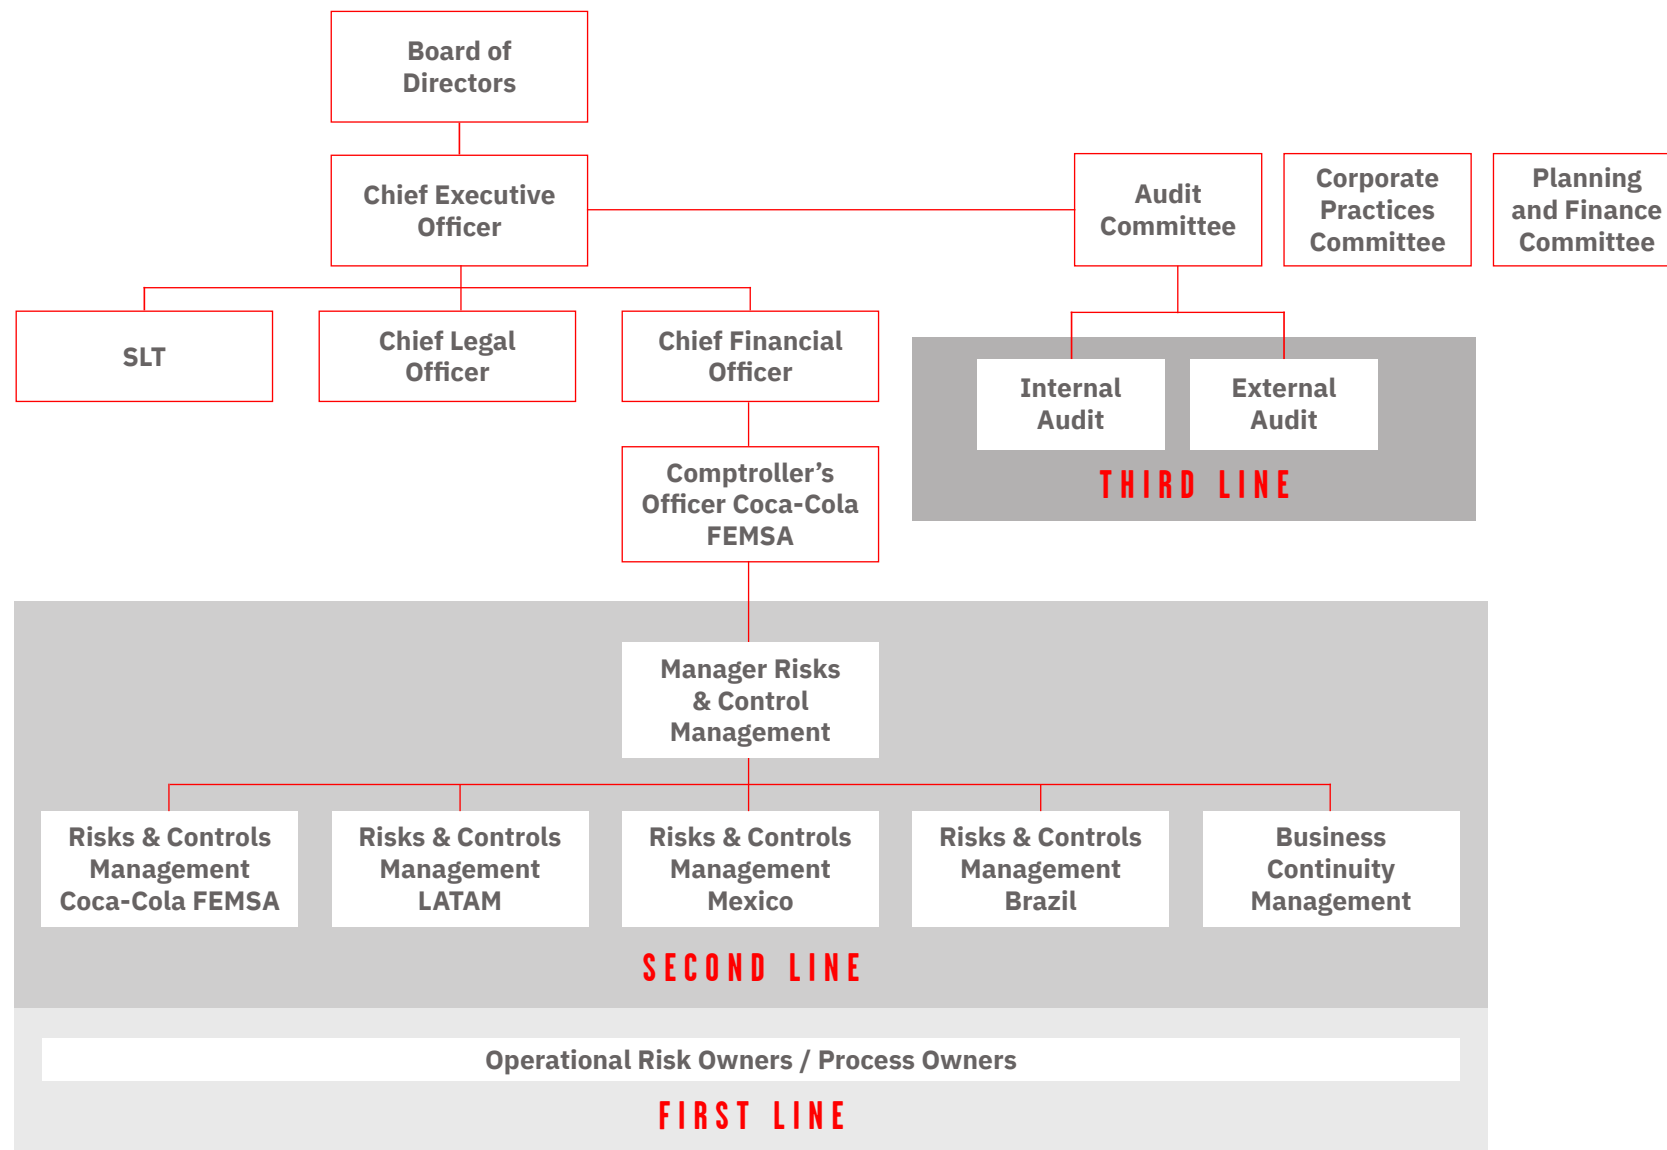 Board of
Directors
Chief Executive
Officer
Audit
Committee
Corporate
Practices
Committee
Planning
and Finance
Committee
SLT
Chief Legal
Officer
Chief Financial
Officer
Internal
Audit
External
Audit
THIRD LINE
Comptroller’s
Officer Coca-Cola
FEMSA
Manager Risks
& Control
Management
Risks & Controls
Management
Coca-Cola FEMSA
Risks & Controls
Management
LATAM
Risks & Controls
Management
Mexico
Risks & Controls
Management
Brazil
Business
Continuity
Management
SECOND LINE
Operational Risk Owners / Process Owners
FIRST LINE